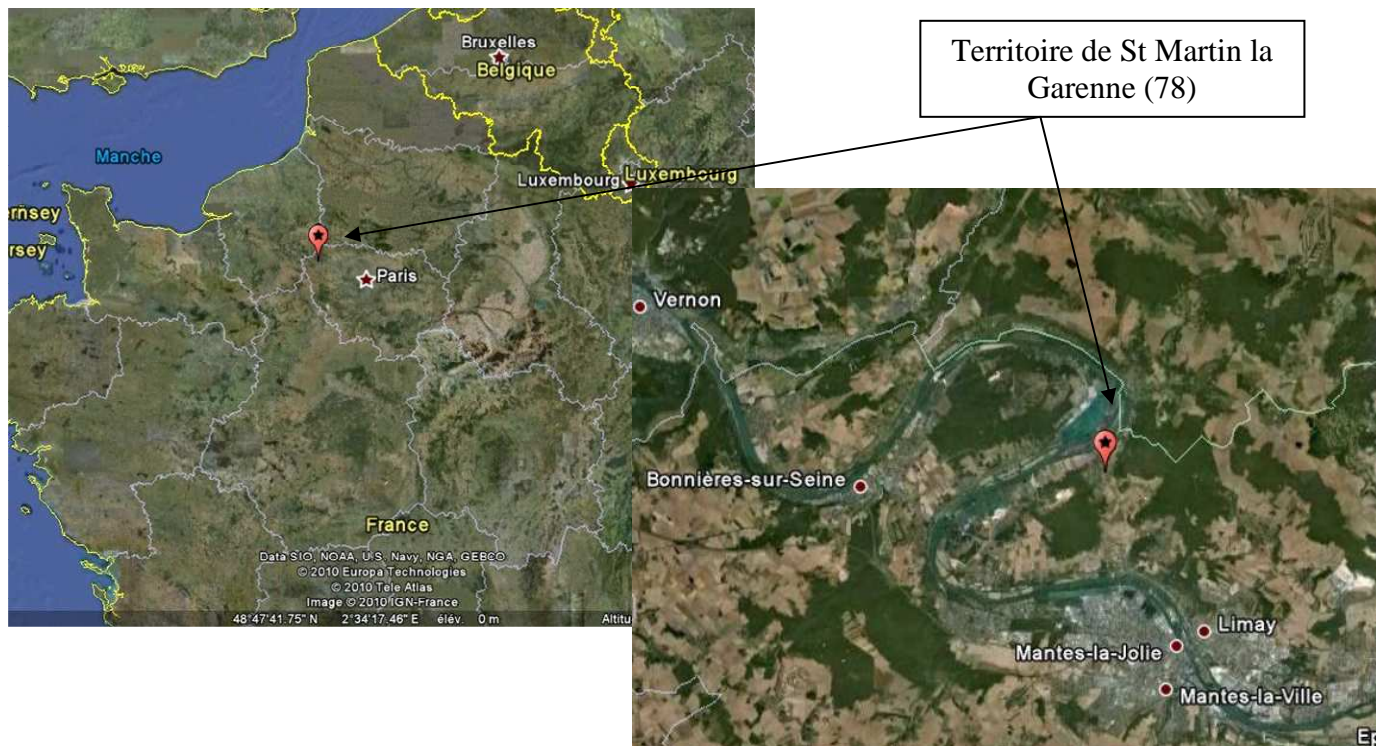 Territoire de St Martin la
Garenne (78)
Bruxelles
Belgique
Manche
Luxembourg
Luxembourg
ernsey
rsey
Paris
France
Data SIO, NOAA, U.S. Navy, NGA, GEBCO
© 2010 Europa Technologies
© 2010 Tele Atlas
Image © 2010 IGN-France
48°47'41.75" N 2°34'17.46" E élév. 0 m Altitu
Vernon
Bonnières-sur-Seine
Limay
Mantes-la-Jolie
Mantes-la-Ville
Ep